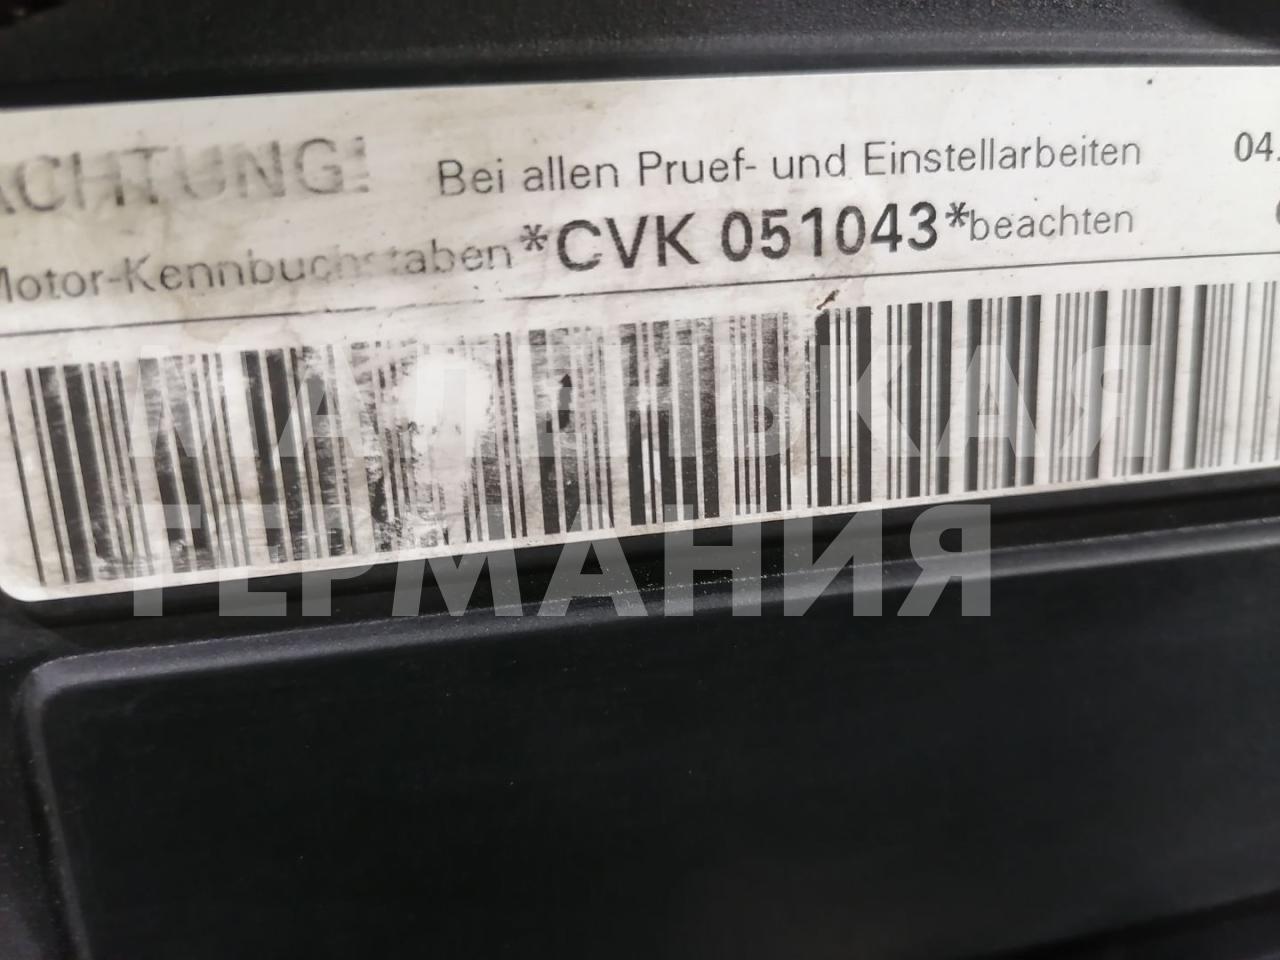 ACHTUNG! Bei allen Pruef- und Einstellarbeiten 04.
Motor-Kennbuchstaben *CVK 051043* beachten
МАЛЕНЬКАЯ
ГЕРМАНИЯ